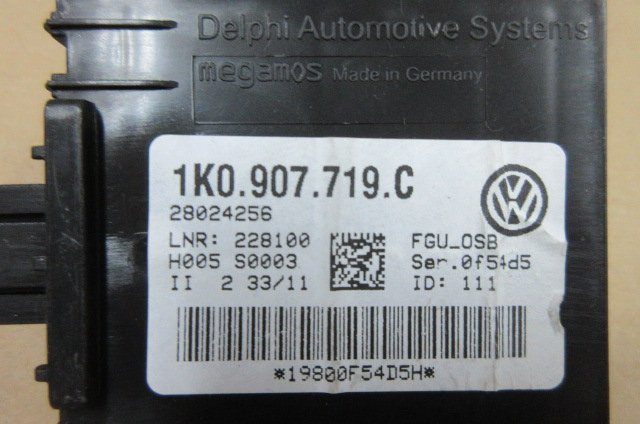 Delphi Automotive Systems
megamos Made in Germany
1K0.907.719.C
28024256
LNR: 228100 FGU_OSB
H005 S0003 Ser.0f54d5
II 2 33/11 ID: 111
*19800F54D5H*